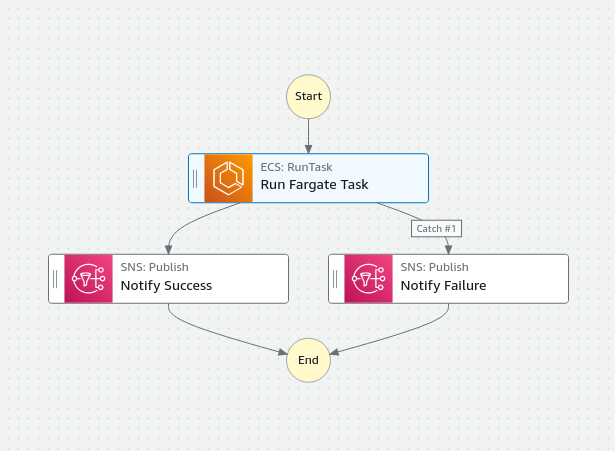 Start
ECS: RunTask
Run Fargate Task
Catch #1
SNS: Publish
Notify Success
SNS: Publish
Notify Failure
End